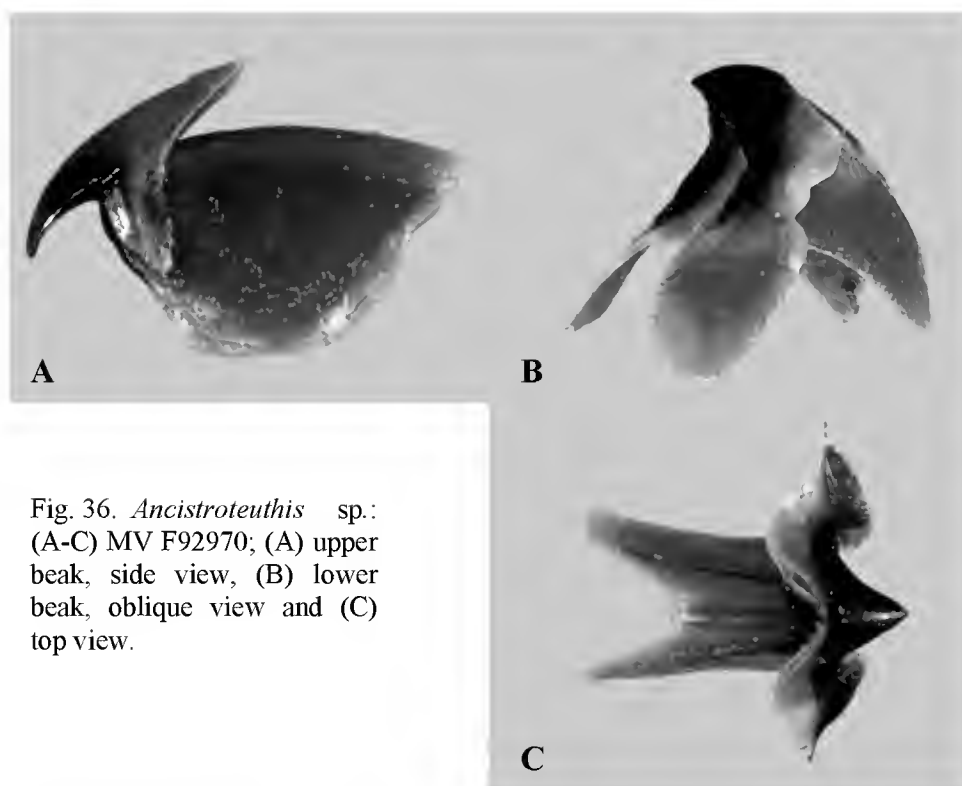 A
B
Fig. 36. Ancistroteuthis sp.:
(A-C) MV F92970; (A) upper
beak, side view, (B) lower
beak, oblique view and (C)
top view.
C